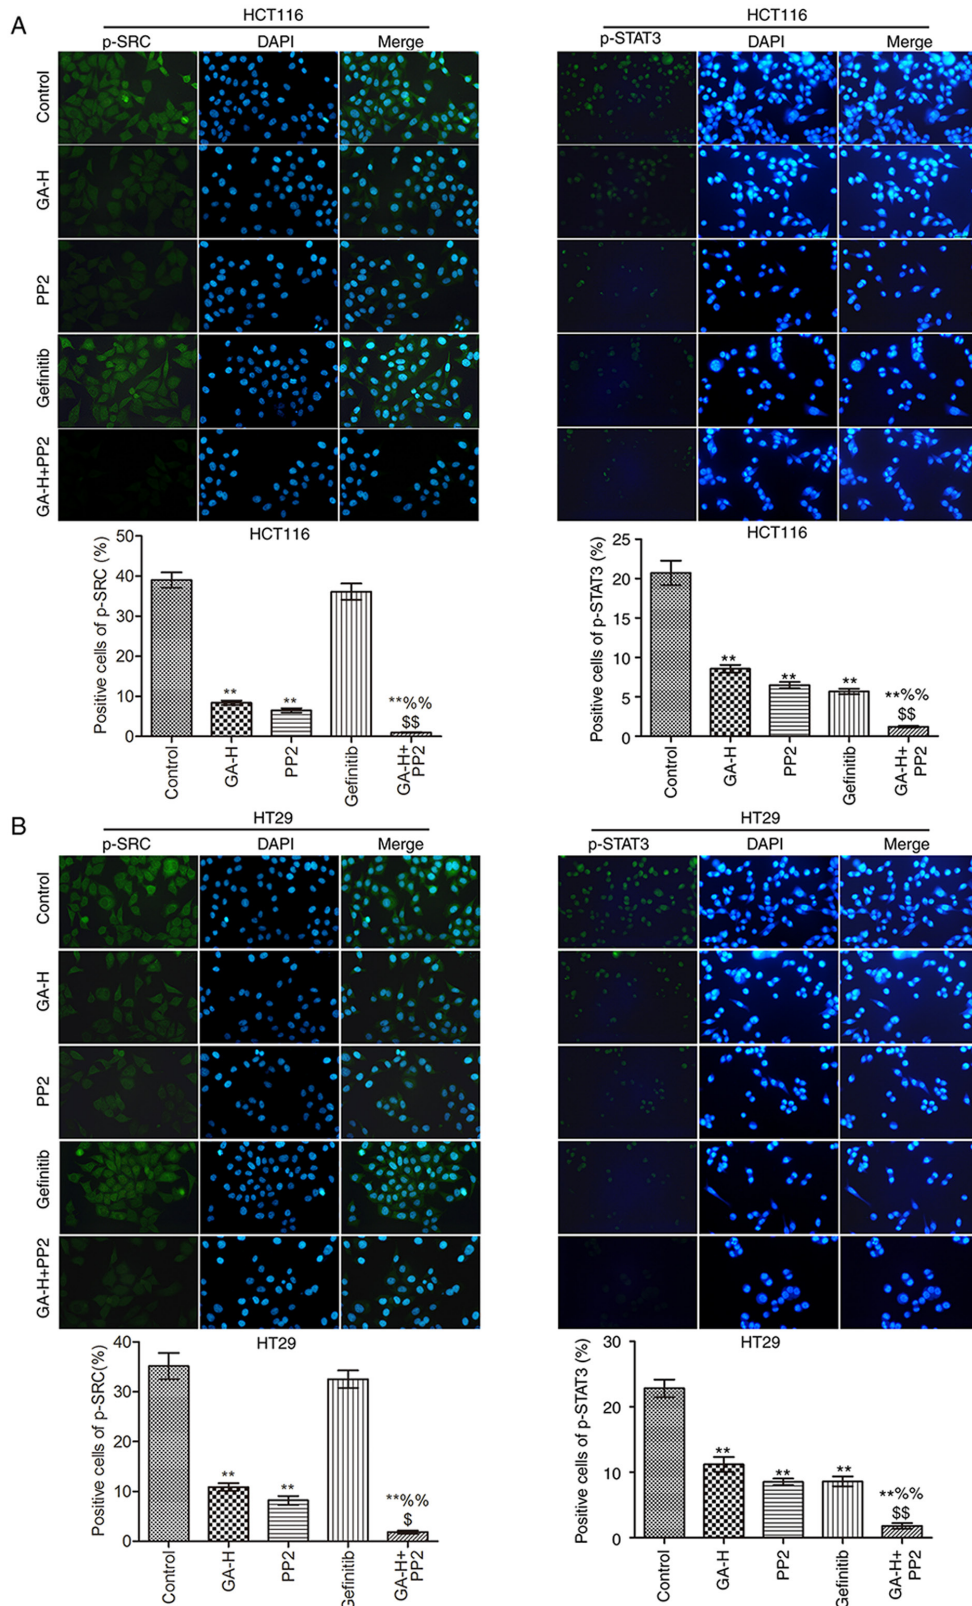 A
HCT116
p-SRC DAPI Merge
Control
GA-H
PP2
Gefinitib
GA-H+PP2
HCT116
p-STAT3 DAPI Merge
HCT116
Positive cells of p-SRC (%)
50
40
30
20
10
0
**
**
**%%
$$
Control
GA-H
PP2
Gefinitib
GA-H+
PP2
HCT116
Positive cells of p-STAT3 (%)
25
20
15
10
5
0
**
**
**
**%%
$$
Control
GA-H
PP2
Gefinitib
GA-H+
PP2
B
HT29
p-SRC DAPI Merge
Control
GA-H
PP2
Gefinitib
GA-H+PP2
HT29
p-STAT3 DAPI Merge
HT29
Positive cells of p-SRC(%)
40
30
20
10
0
**
**
**%%
$
Control
GA-H
PP2
Gefinitib
GA-H+
PP2
HT29
Positive cells of p-STAT3 (%)
30
20
10
0
**
**
**
**%%
$$
Control
GA-H
PP2
Gefinitib
GA-H+
PP2